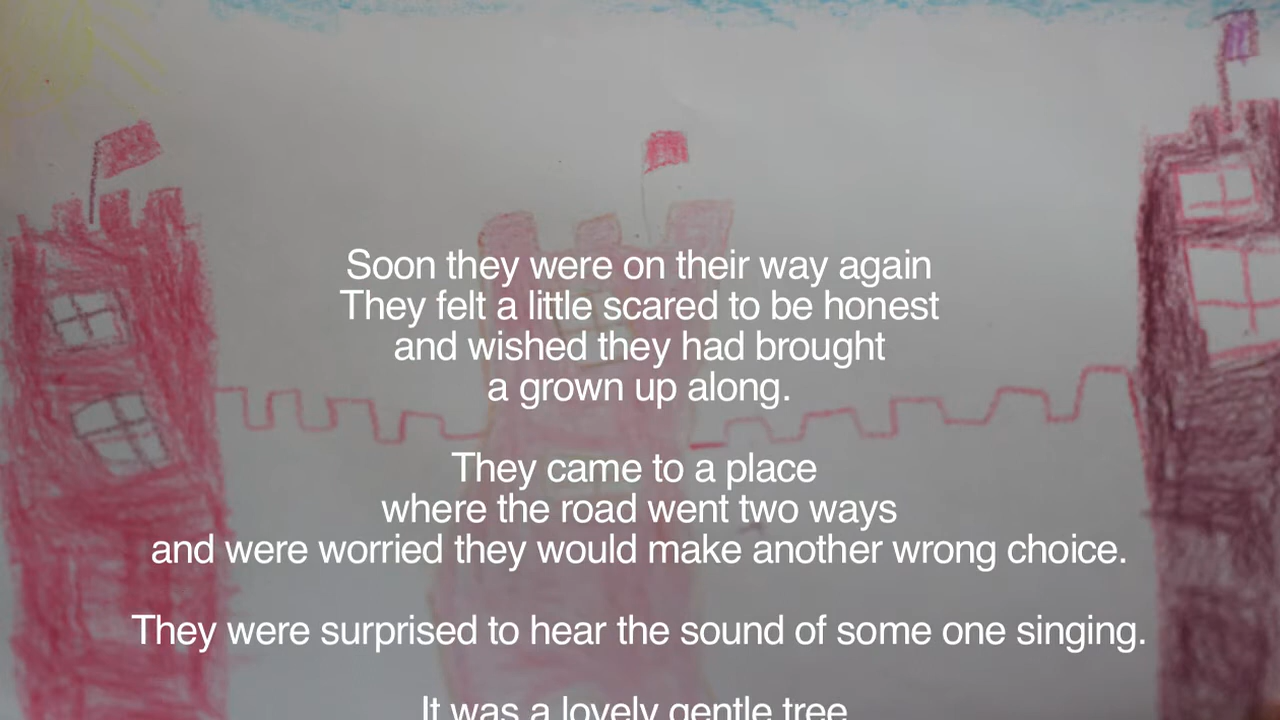 Soon they were on their way again
They felt a little scared to be honest
and wished they had brought
a grown up along.
They came to a place
where the road went two ways
and were worried they would make another wrong choice.
They were surprised to hear the sound of some one singing.
It was a lovely gentle tree